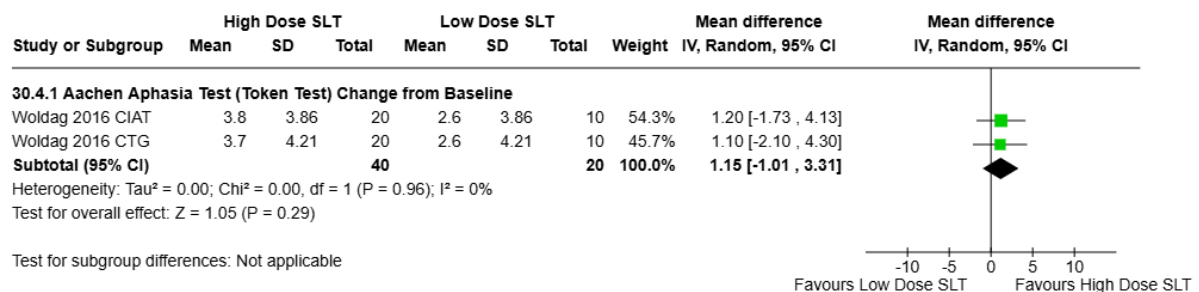 High Dose SLT Low Dose SLT Mean difference Mean difference
Study or Subgroup Mean SD Total Mean SD Total Weight IV, Random, 95% CI IV, Random, 95% CI
30.4.1 Aachen Aphasia Test (Token Test) Change from Baseline
Woldag 2016 CIAT 3.8 3.86 20 2.6 3.86 10 54.3% 1.20 [-1.73 , 4.13]
Woldag 2016 CTG 3.7 4.21 20 2.6 4.21 10 45.7% 1.10 [-2.10 , 4.30]
Subtotal (95% CI) 40 20 100.0% 1.15 [-1.01 , 3.31]
Heterogeneity: Tau² = 0.00; Chi² = 0.00, df = 1 (P = 0.96); I² = 0%
Test for overall effect: Z = 1.05 (P = 0.29)
Test for subgroup differences: Not applicable
-10 -5 0 5 10
Favours Low Dose SLT Favours High Dose SLT